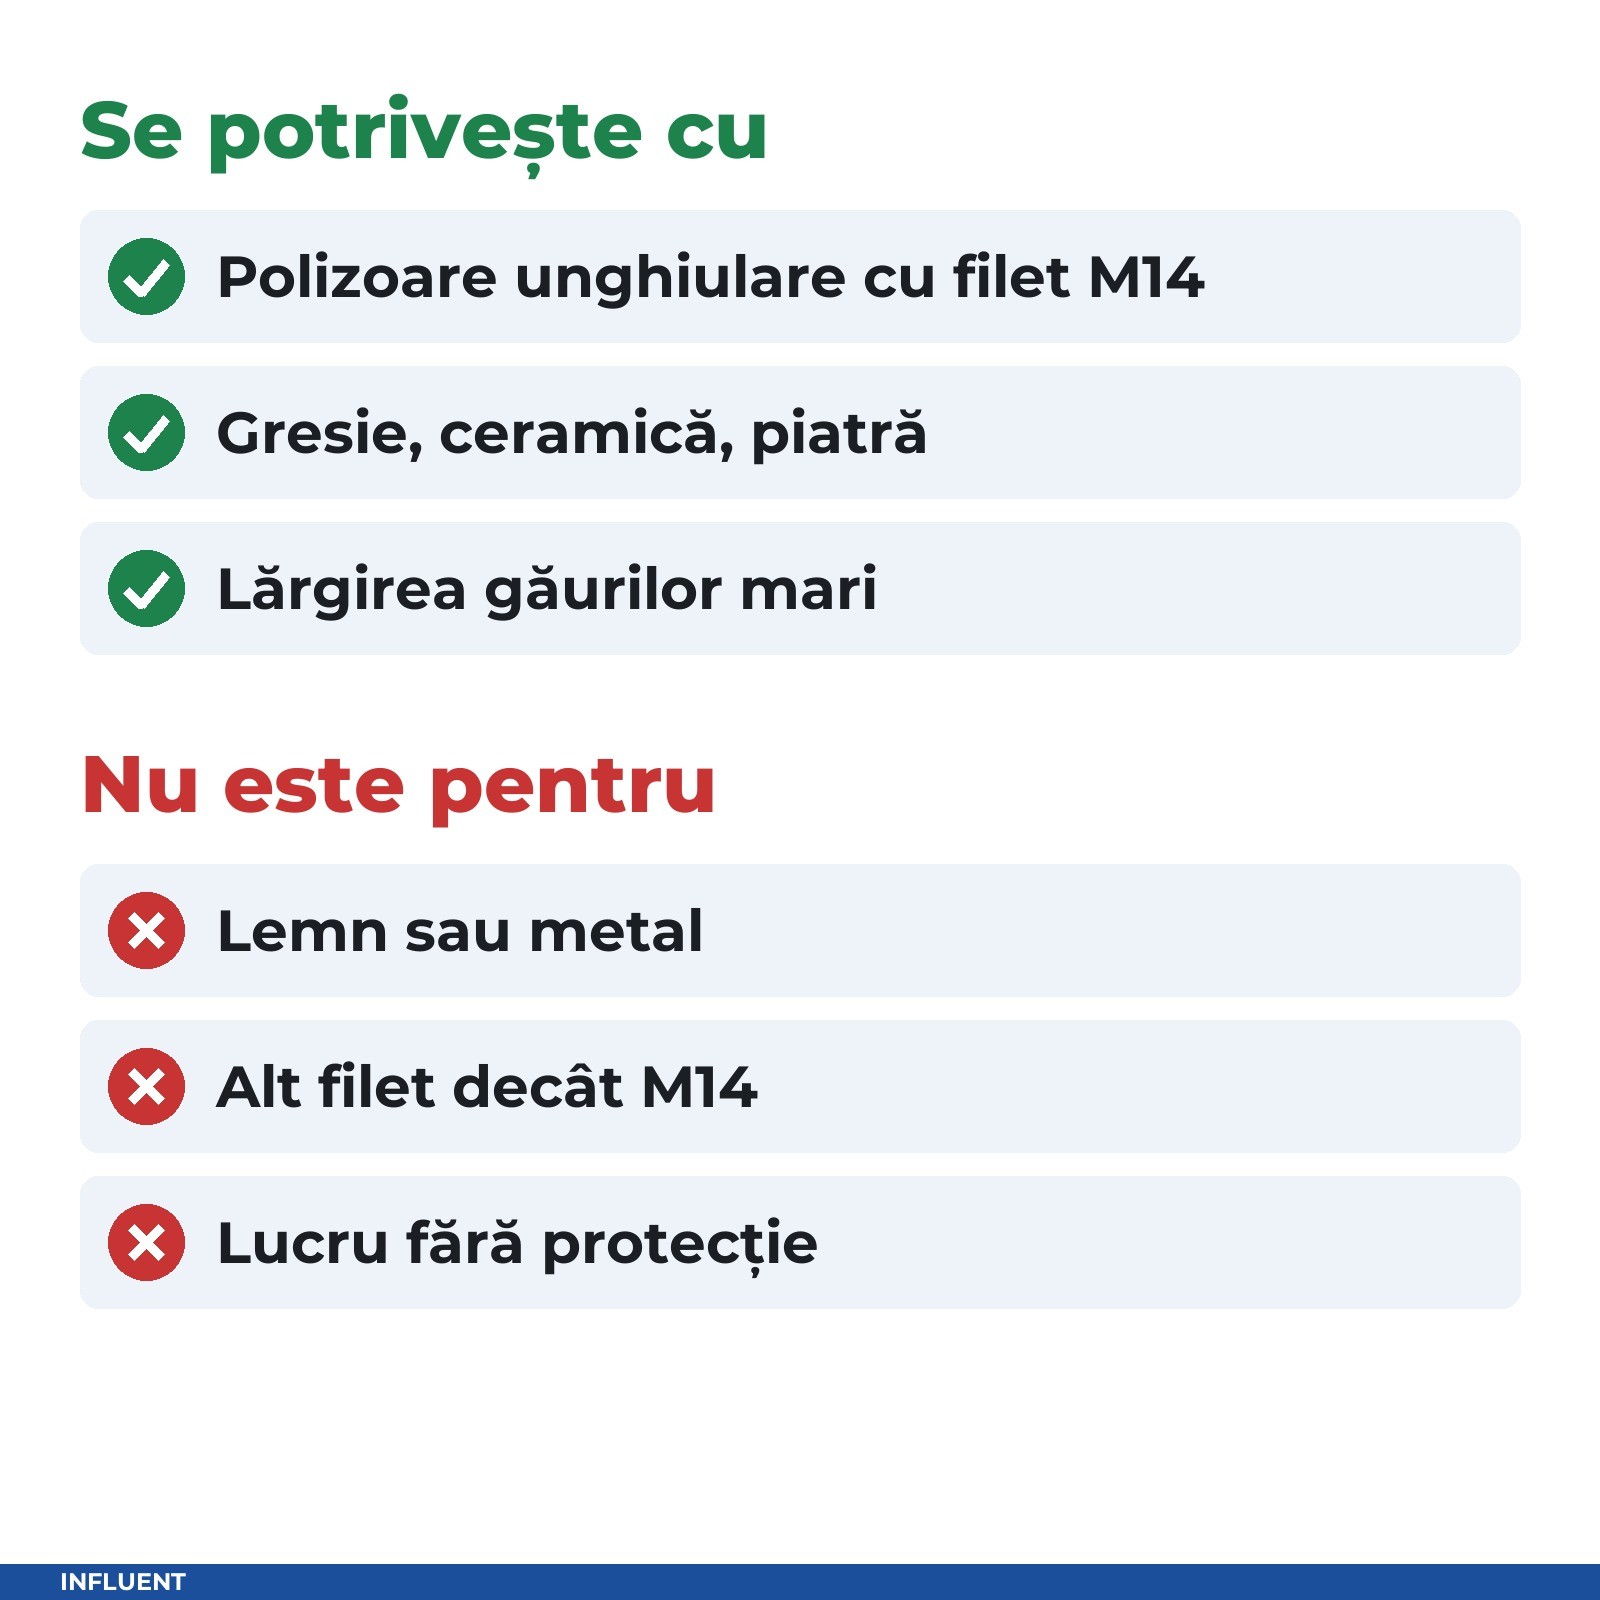 Se potrivește cu
Polizoare unghiulare cu filet M14
Gresie, ceramică, piatră
Lărgirea găurilor mari
Nu este pentru
Lemn sau metal
Alt filet decât M14
Lucru fără protecție
INFLUENT